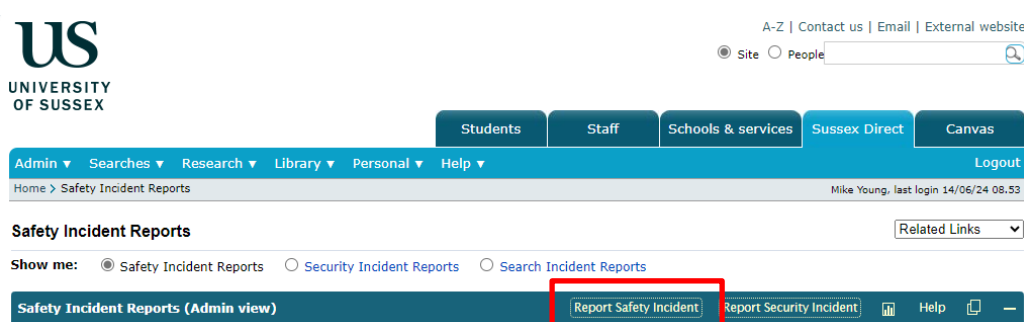 A-Z | Contact us | Email | External website
US
Site People
UNIVERSITY
OF SUSSEX
Students Staff Schools & services Sussex Direct Canvas
Admin ▼ Searches ▼ Research ▼ Library ▼ Personal ▼ Help ▼ Logout
Home > Safety Incident Reports Mike Young, last login 14/06/24 08.53
Safety Incident Reports Related Links
Show me: Safety Incident Reports Security Incident Reports Search Incident Reports
Safety Incident Reports (Admin view) Report Safety Incident Report Security Incident Help